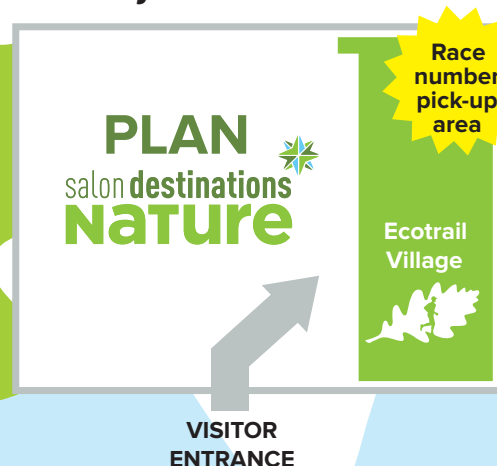 PLAN
salon destinations
NaTure
Race
number
pick-up
area
Ecotrail
Village
VISITOR
ENTRANCE